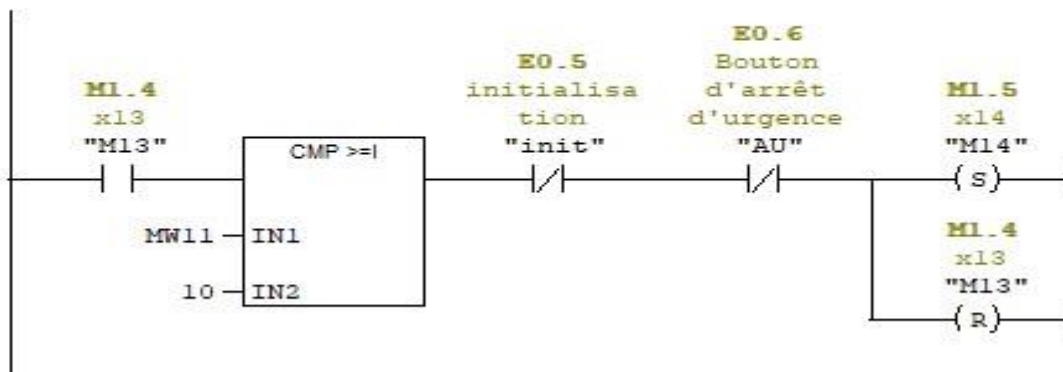 M1.4
x13
"M13"
CMP >=I
MW11
IN1
10
IN2
E0.5
initialisa
tion
"init"
E0.6
Bouton
d'arrêt
d'urgence
"AU"
M1.5
x14
"M14"
S
M1.4
x13
"M13"
R